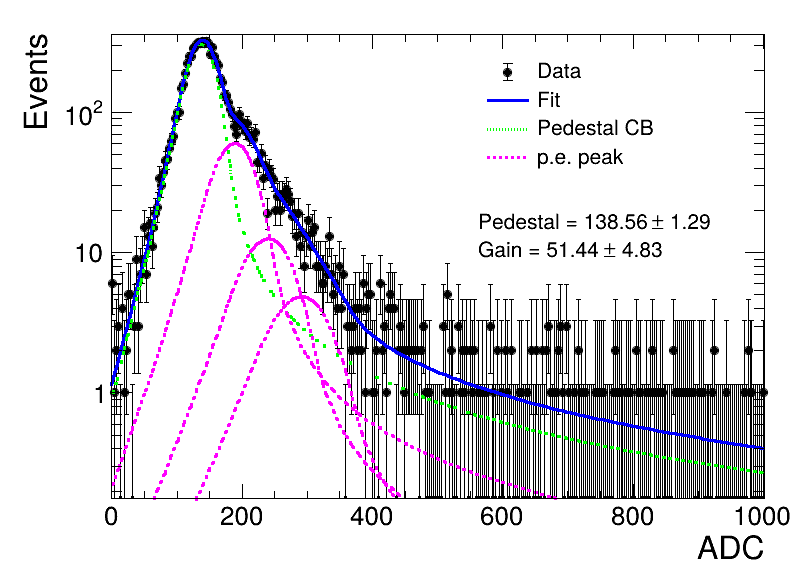 Events
10²
10
1
Data
Fit
Pedestal CB
p.e. peak
Pedestal = 138.56 ± 1.29
Gain = 51.44 ± 4.83
0 200 400 600 800 1000
ADC